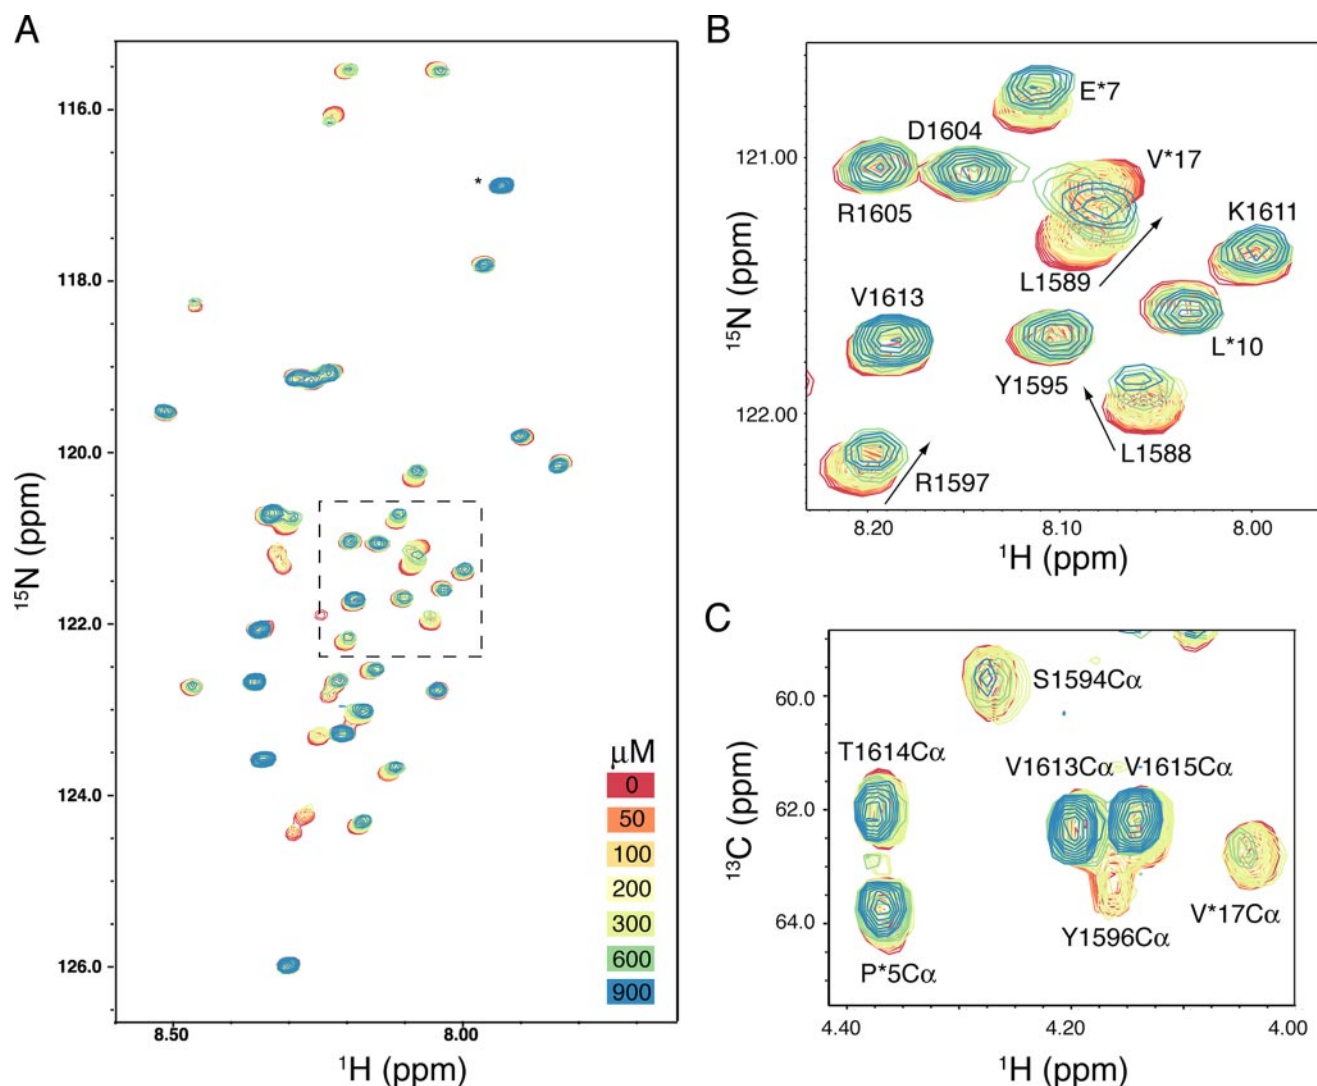 A
116.0
118.0
120.0
122.0
124.0
126.0
¹⁵N (ppm)
*
μM
0
50
100
200
300
600
900
8.50
8.00
¹H (ppm)
B
E*7
D1604
V*17
121.00
R1605
K1611
L1589
V1613
L*10
Y1595
122.00
L1588
R1597
¹⁵N (ppm)
8.20
8.10
8.00
¹H (ppm)
C
60.0
S1594Cα
T1614Cα
V1613Cα V1615Cα
62.0
64.0
V*17Cα
Y1596Cα
P*5Cα
¹³C (ppm)
4.40
4.20
4.00
¹H (ppm)